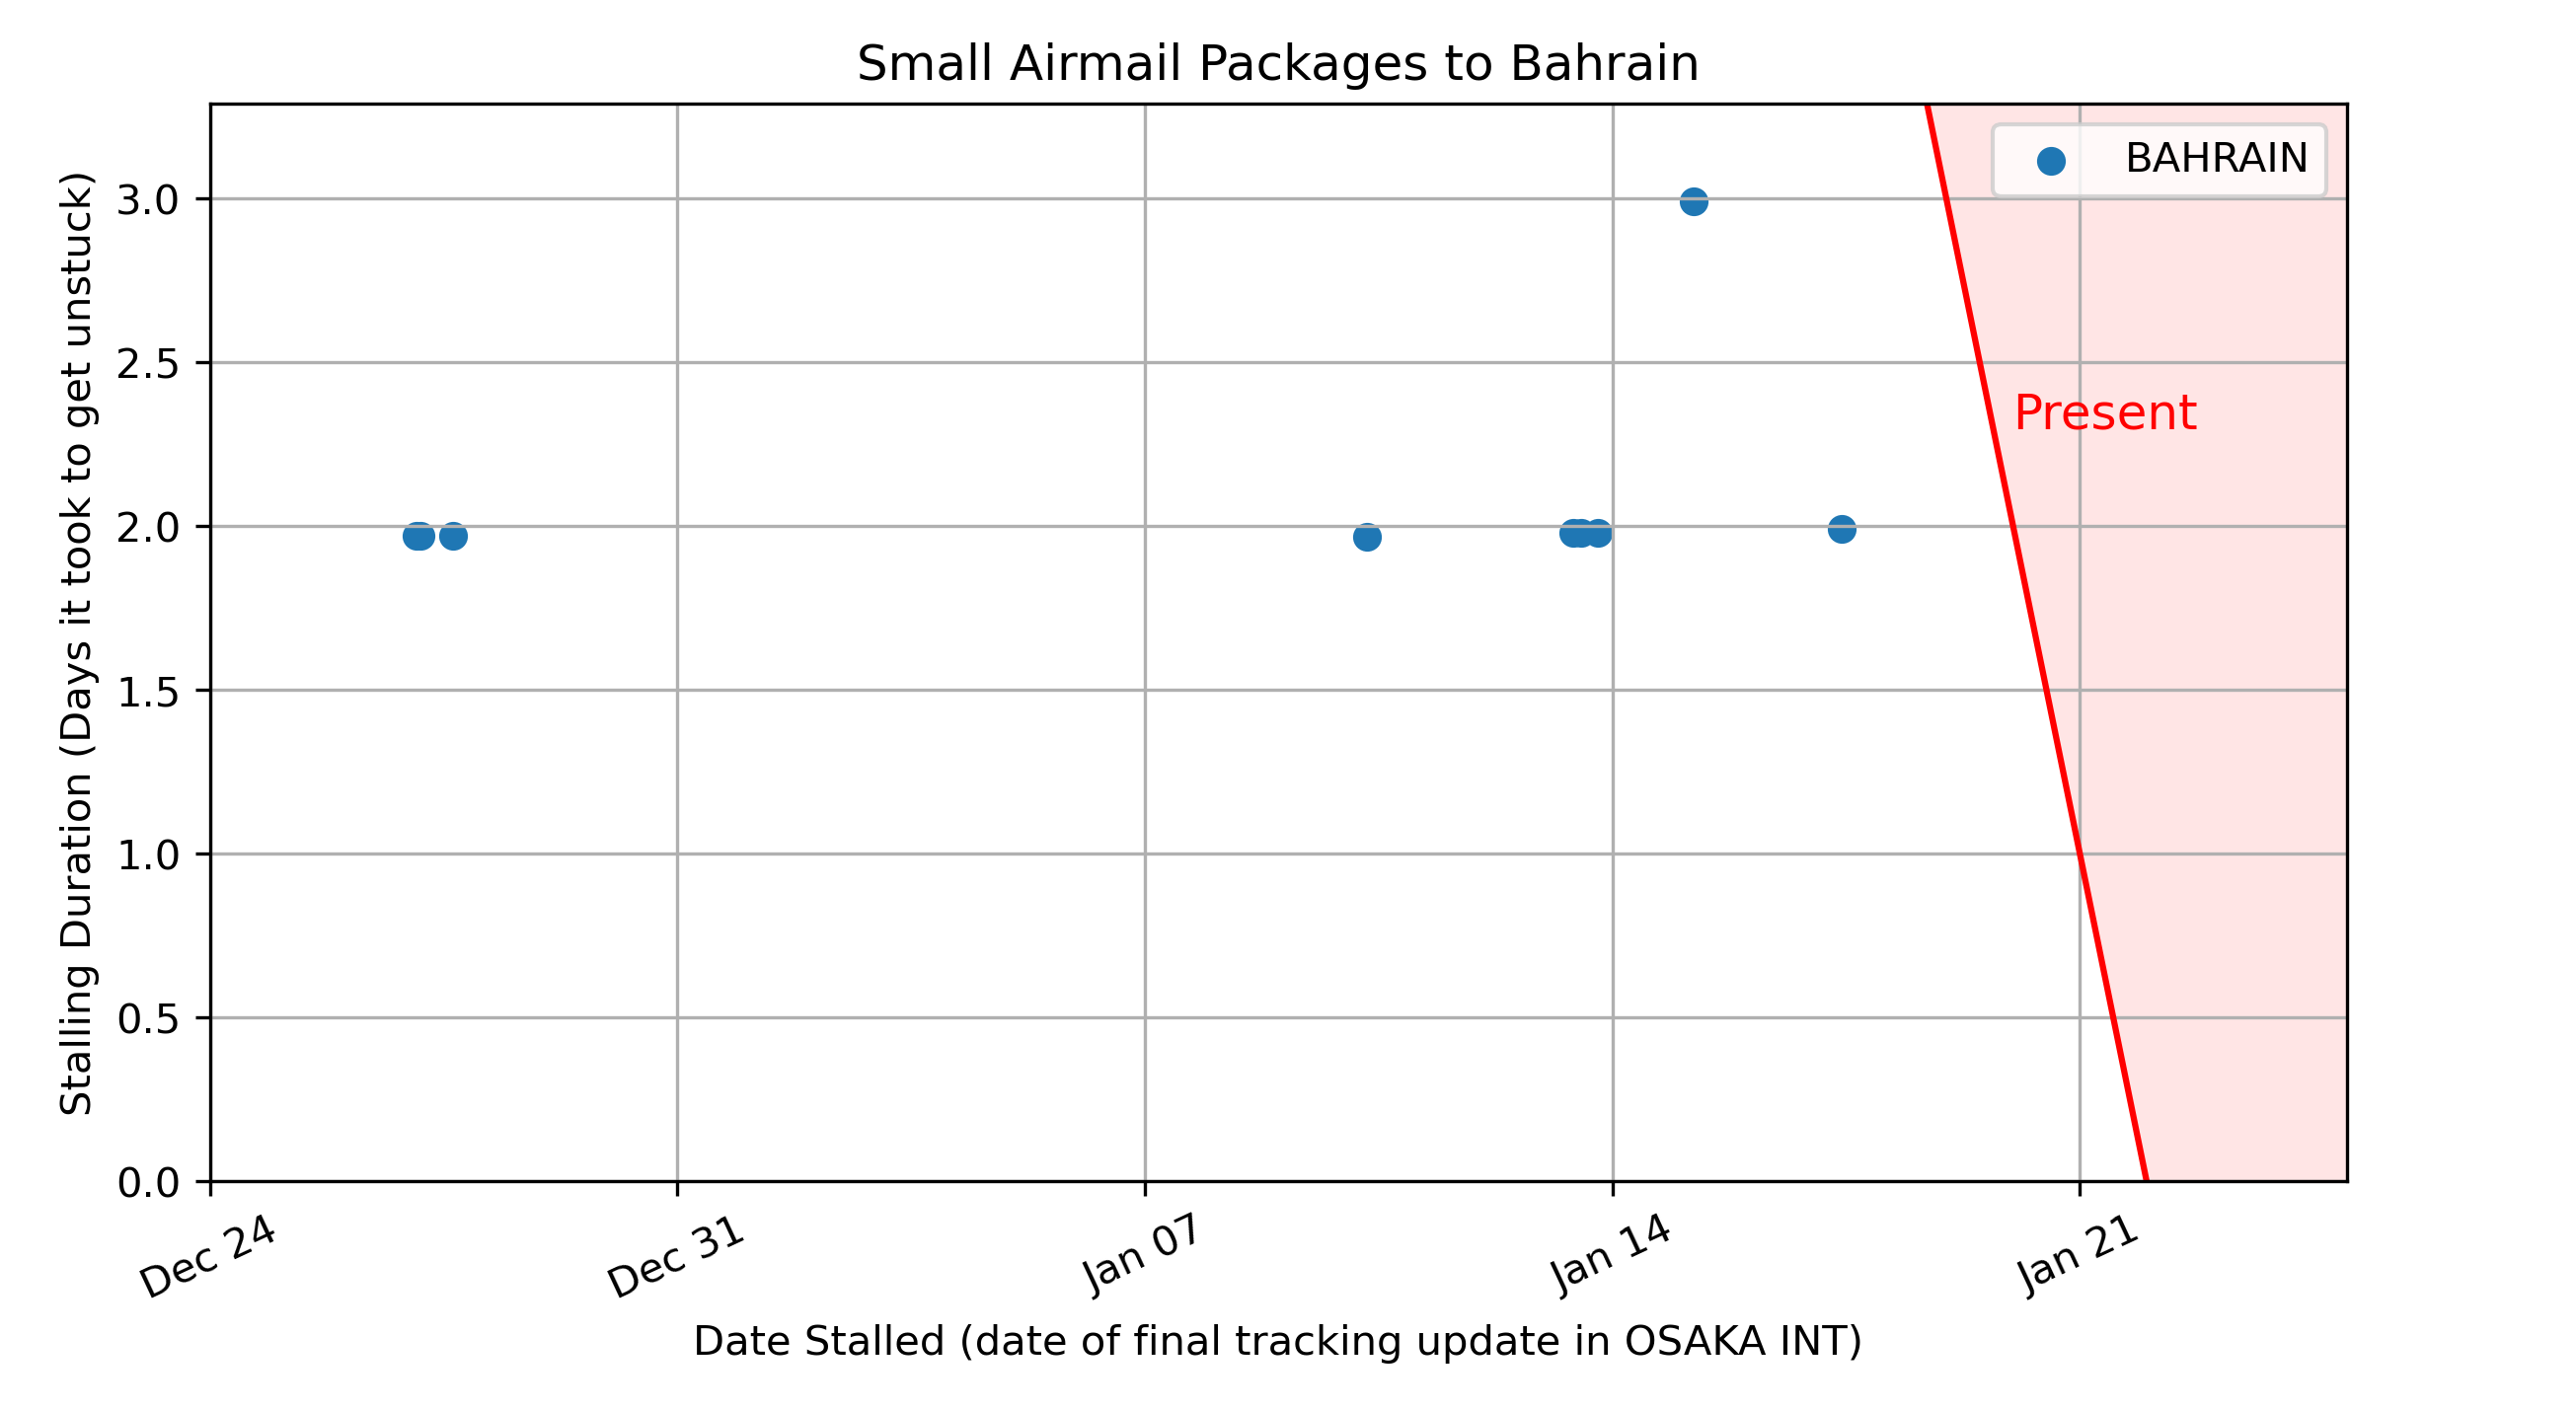 Small Airmail Packages to Bahrain
BAHRAIN
Present
Stalling Duration (Days it took to get unstuck)
3.0
2.5
2.0
1.5
1.0
0.5
0.0
Dec 24
Dec 31
Jan 07
Jan 14
Jan 21
Date Stalled (date of final tracking update in OSAKA INT)